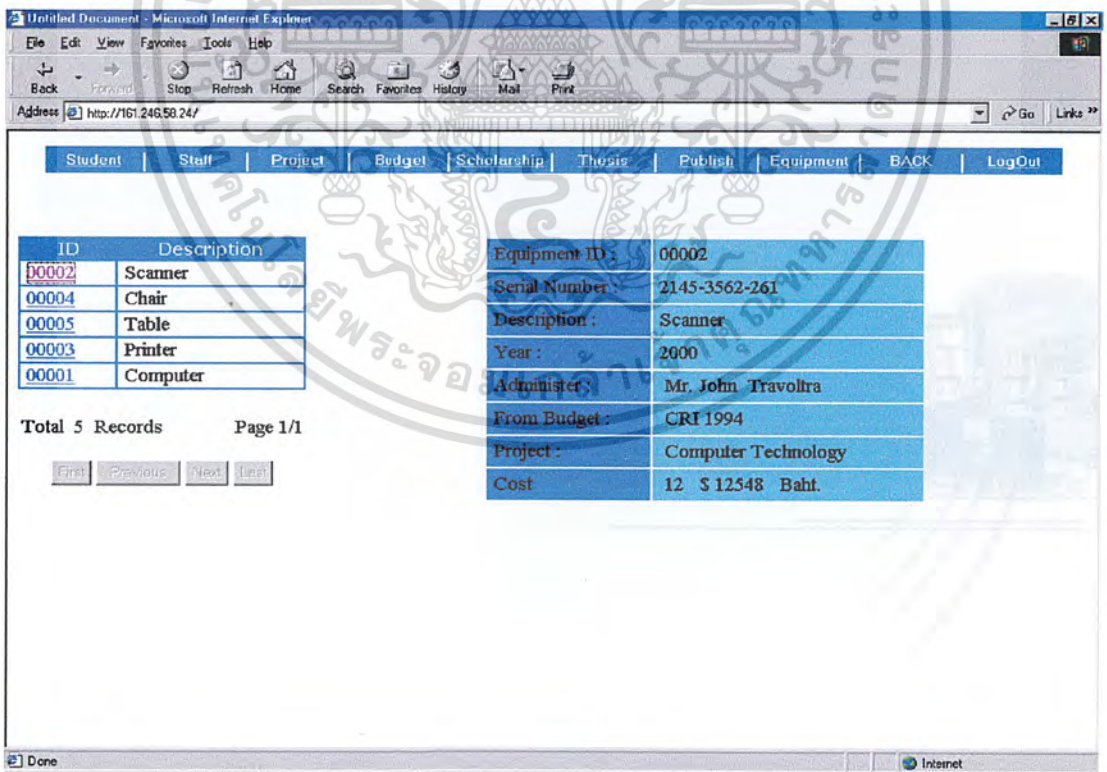 Untitled Document - Microsoft Internet Explorer
File Edit View Favorites Tools Help
Back Forward Stop Refresh Home Search Favorites History Mail Print
Address http://161.246.58.24/ Go Links »
Student | Staff | Project | Budget | Scholarship | Thesis | Publish | Equipment | BACK | LogOut
ID Description
00002 Scanner
00004 Chair
00005 Table
00003 Printer
00001 Computer
Total 5 Records Page 1/1
First Previous Next Last
Equipment ID : 00002
Serial Number : 2145-3562-261
Description : Scanner
Year : 2000
Administer : Mr. John Travoltra
From Budget : CRI 1994
Project : Computer Technology
Cost 12 $ 12548 Baht.
Done Internet